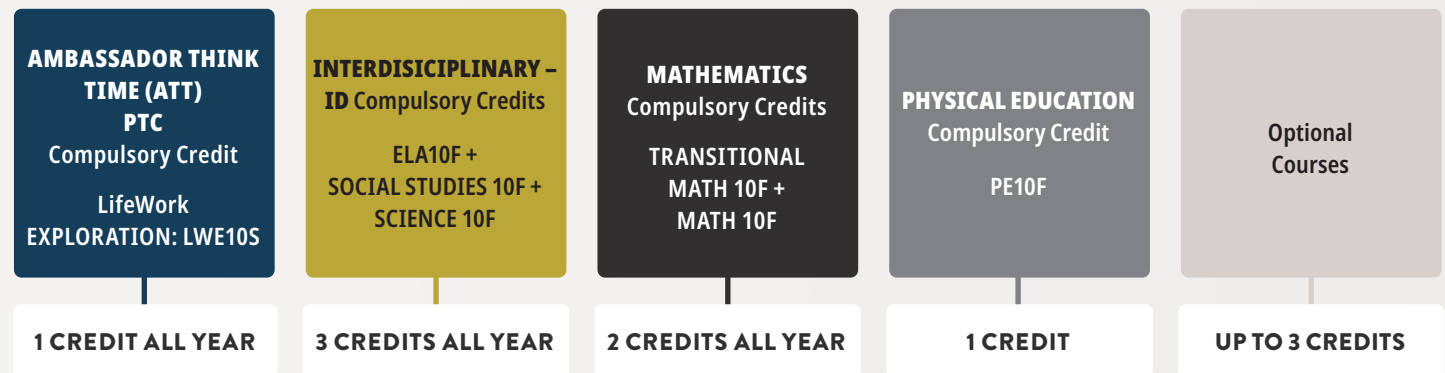 AMBASSADOR THINK
TIME (ATT)
PTC
Compulsory Credit
LifeWork
EXPLORATION: LWE10S
1 CREDIT ALL YEAR
INTERDISICIPLINARY –
ID Compulsory Credits
ELA10F +
SOCIAL STUDIES 10F +
SCIENCE 10F
3 CREDITS ALL YEAR
MATHEMATICS
Compulsory Credits
TRANSITIONAL
MATH 10F +
MATH 10F
2 CREDITS ALL YEAR
PHYSICAL EDUCATION
Compulsory Credit
PE10F
1 CREDIT
Optional
Courses
UP TO 3 CREDITS